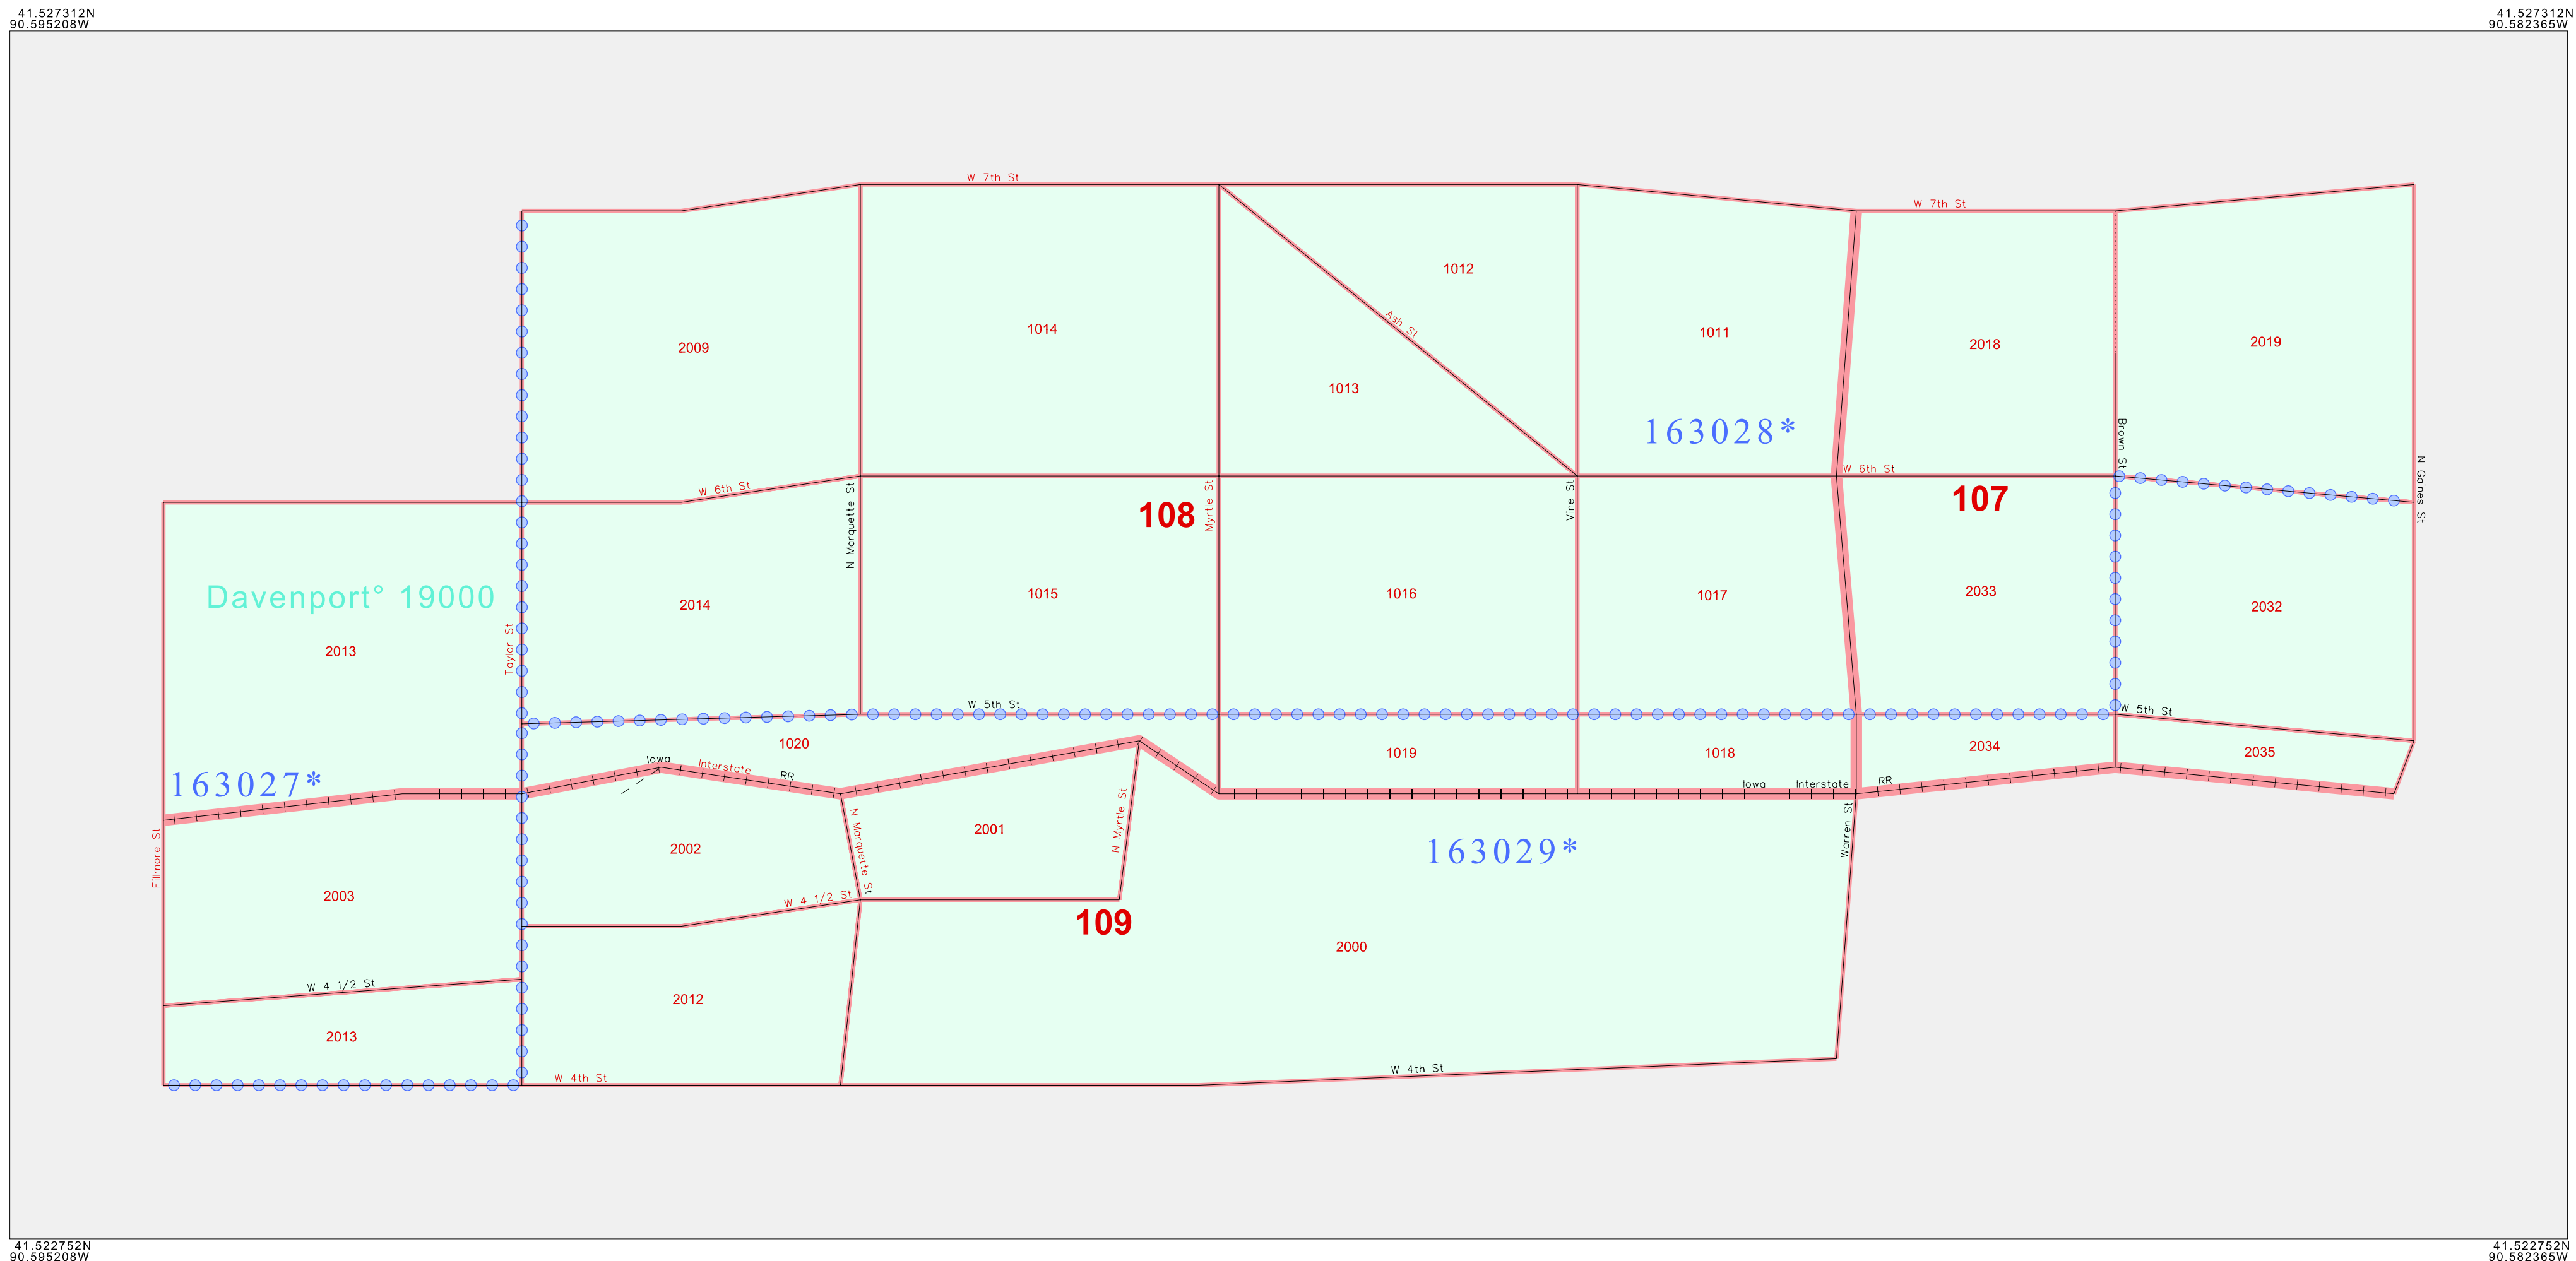 41.527312N
90.595208W
41.527312N
90.582365W
W 7th St
W 7th St
1012
Ash St
1014
1011
2009
2018
2019
1013
163028*
Brown St
W 6th St
W 6th St
107
108
N Marquette St
Myrtle St
Vine St
N Gaines St
Davenport° 19000
2014
1015
1016
1017
2033
2032
Taylor St
2013
W 5th St
W 5th St
1020
1019
1018
2034
2035
Iowa Interstate RR
163027*
Iowa Interstate RR
N Marquette St
N Myrtle St
Warren St
2001
2002
163029*
Fillmore St
2003
W 4 1/2 St
109
2000
W 4 1/2 St
2012
2013
W 4th St
W 4th St
41.522752N
90.595208W
41.522752N
90.582365W